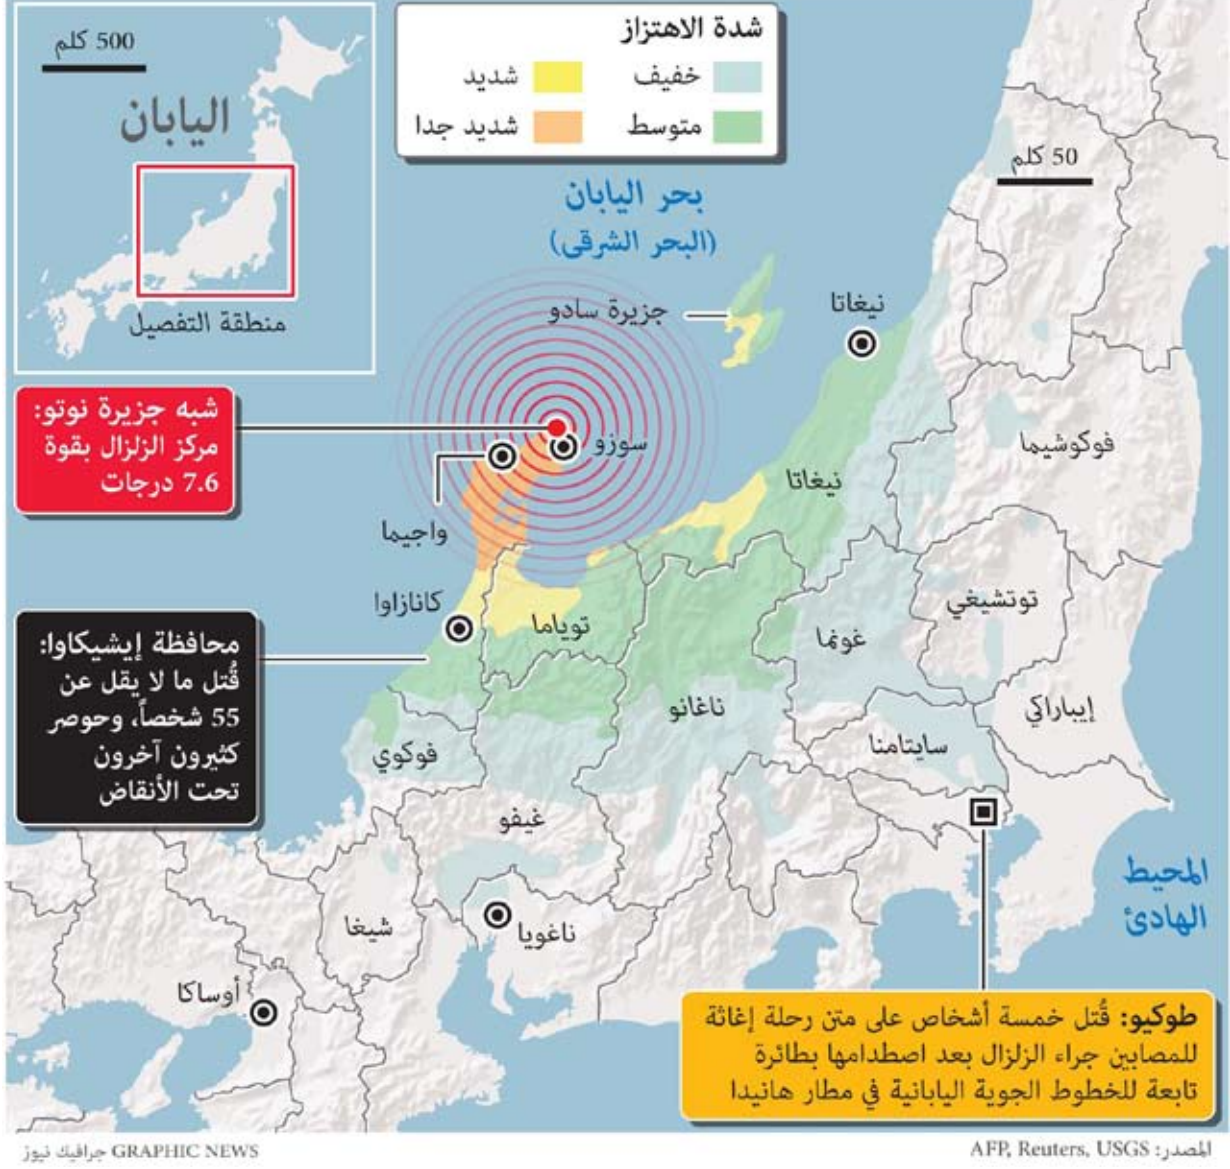 500 كلم
اليابان
منطقة التفصيل
شدة الاهتزاز
خفيف
شديد
متوسط
شديد جدا
50 كلم
بحر اليابان
(البحر الشرقي)
جزيرة سادو
نيغاتا
شبه جزيرة نوتو:
مركز الزلزال بقوة
7.6 درجات
سوزو
فوكوشيما
نيغاتا
واجيما
كانازاوا
توياما
غونما
توتشيغي
محافظة إيشيكاوا:
قُتل ما لا يقل عن
55 شخصاً، وحوصر
كثيرون آخرون
تحت الأنقاض
ناغانو
إيباراكي
سايتامنا
فوكوي
غيفو
المحيط
الهادئ
شيغا
ناغويا
أوساكا
طوكيو: قُتل خمسة أشخاص على متن رحلة إغاثة
للمصابين جراء الزلزال بعد اصطدامها بطائرة
تابعة للخطوط الجوية اليابانية في مطار هانيدا
المصدر: AFP, Reuters, USGS
GRAPHIC NEWS جرافيك نيوز